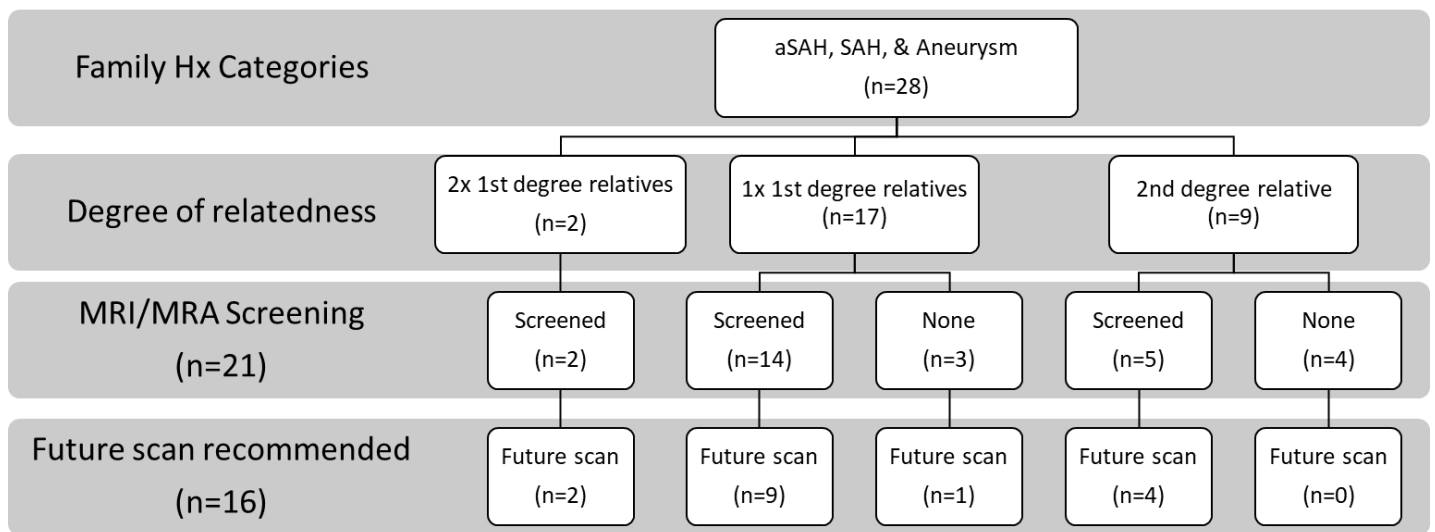 Family Hx Categories
aSAH, SAH, & Aneurysm
(n=28)
Degree of relatedness
2x 1st degree relatives
(n=2)
1x 1st degree relatives
(n=17)
2nd degree relative
(n=9)
MRI/MRA Screening
(n=21)
Screened
(n=2)
Screened
(n=14)
None
(n=3)
Screened
(n=5)
None
(n=4)
Future scan recommended
(n=16)
Future scan
(n=2)
Future scan
(n=9)
Future scan
(n=1)
Future scan
(n=4)
Future scan
(n=0)